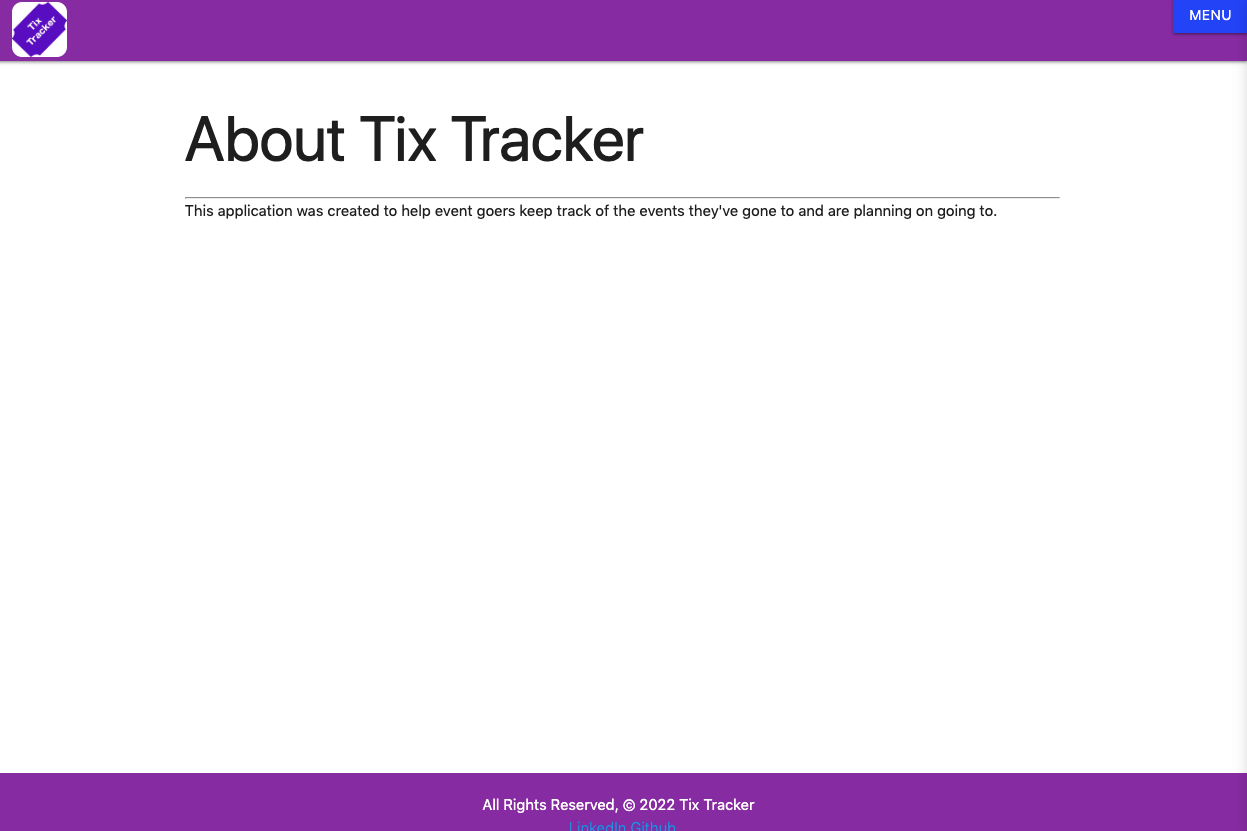 Tix
Tracker
MENU
About Tix Tracker
This application was created to help event goers keep track of the events they've gone to and are planning on going to.
All Rights Reserved, © 2022 Tix Tracker
LinkedIn Github